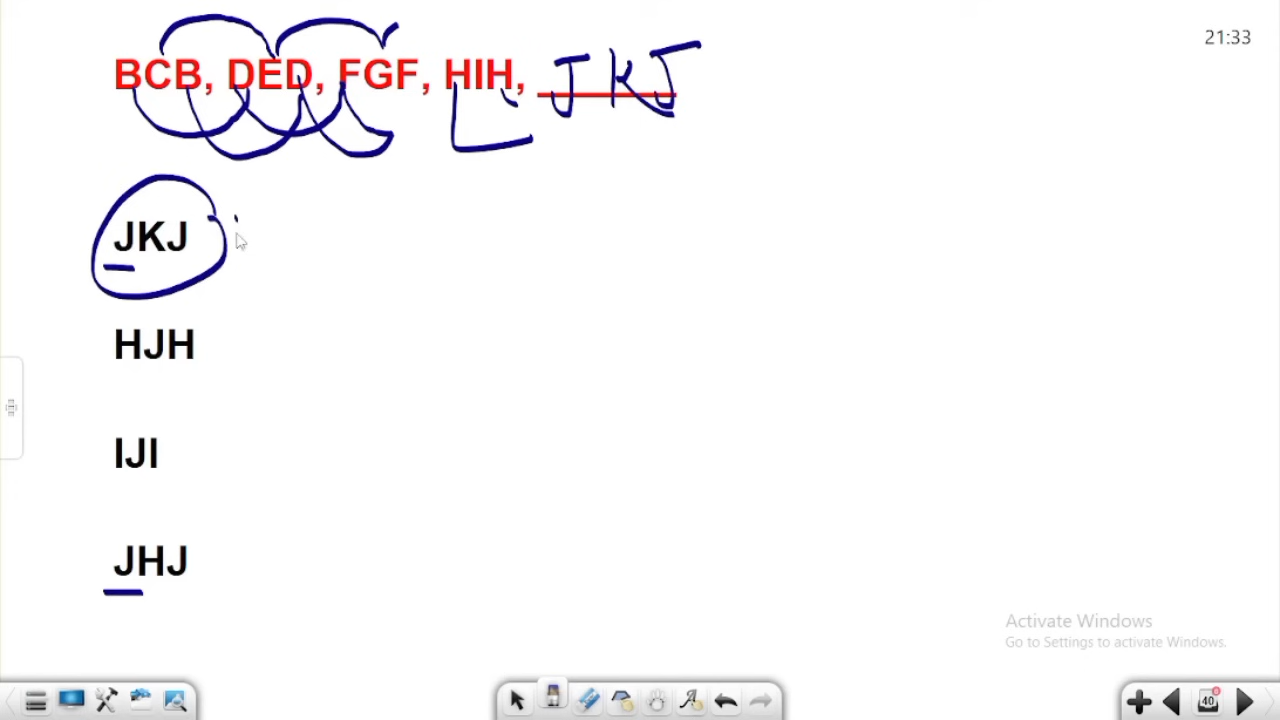 21:33
BCB, DED, FGF, HIH, JKJ
JKJ
HJH
IJI
JHJ
Activate Windows
Go to Settings to activate Windows.
40